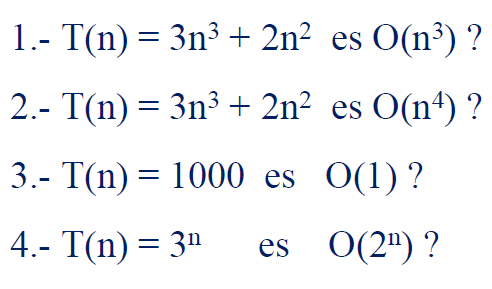 1.- T(n) = 3n³ + 2n² es O(n³) ?
2.- T(n) = 3n³ + 2n² es O(n⁴) ?
3.- T(n) = 1000 es O(1) ?
4.- T(n) = 3ⁿ es O(2ⁿ) ?